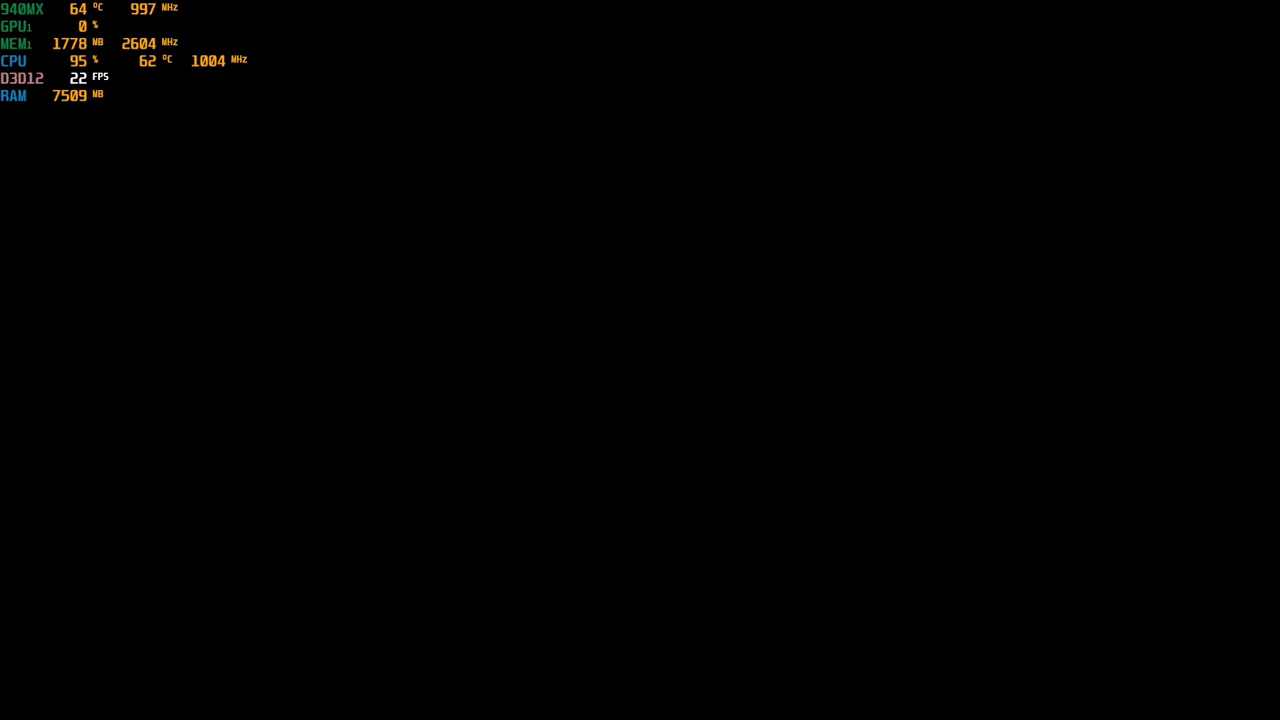 940MX 64 °C 997 MHz
GPU1 0 %
MEM1 1778 MB 2604 MHz
CPU 95 % 62 °C 1004 MHz
D3D12 22 FPS
RAM 7509 MB